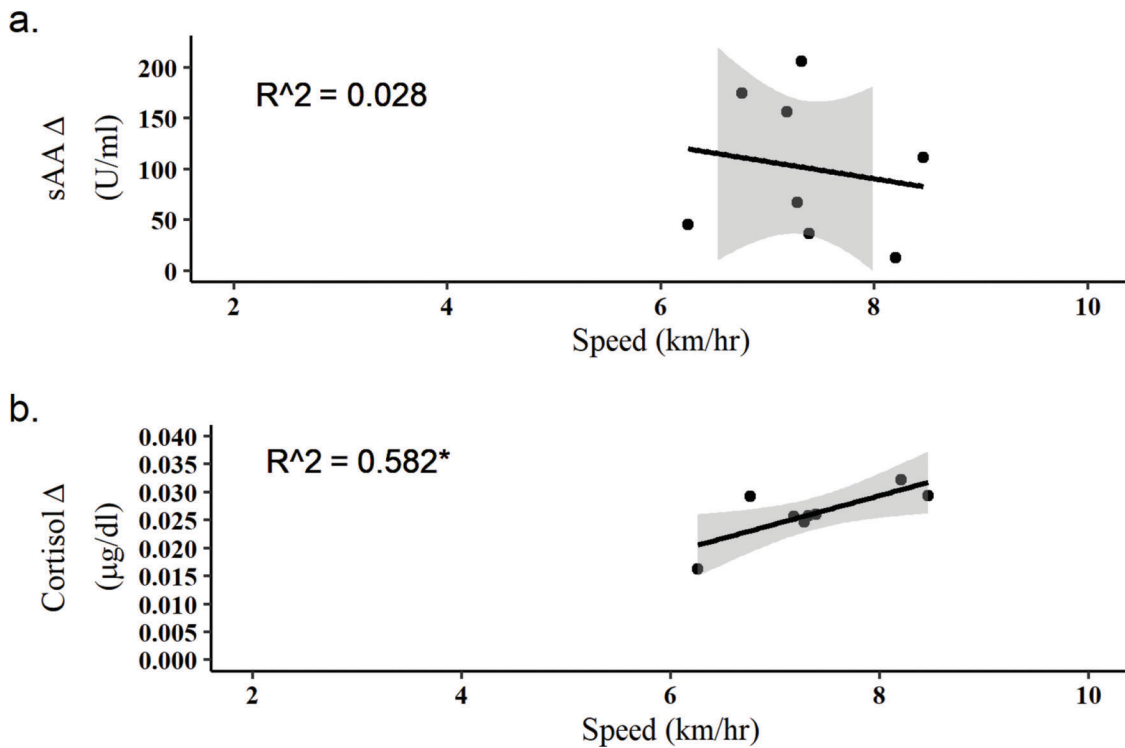 a.
R^2 = 0.028
sAA Δ
(U/ml)
200
150
100
50
0
2 4 6 8 10
Speed (km/hr)
b.
R^2 = 0.582*
Cortisol Δ
(µg/dl)
0.040
0.035
0.030
0.025
0.020
0.015
0.010
0.005
0.000
2 4 6 8 10
Speed (km/hr)